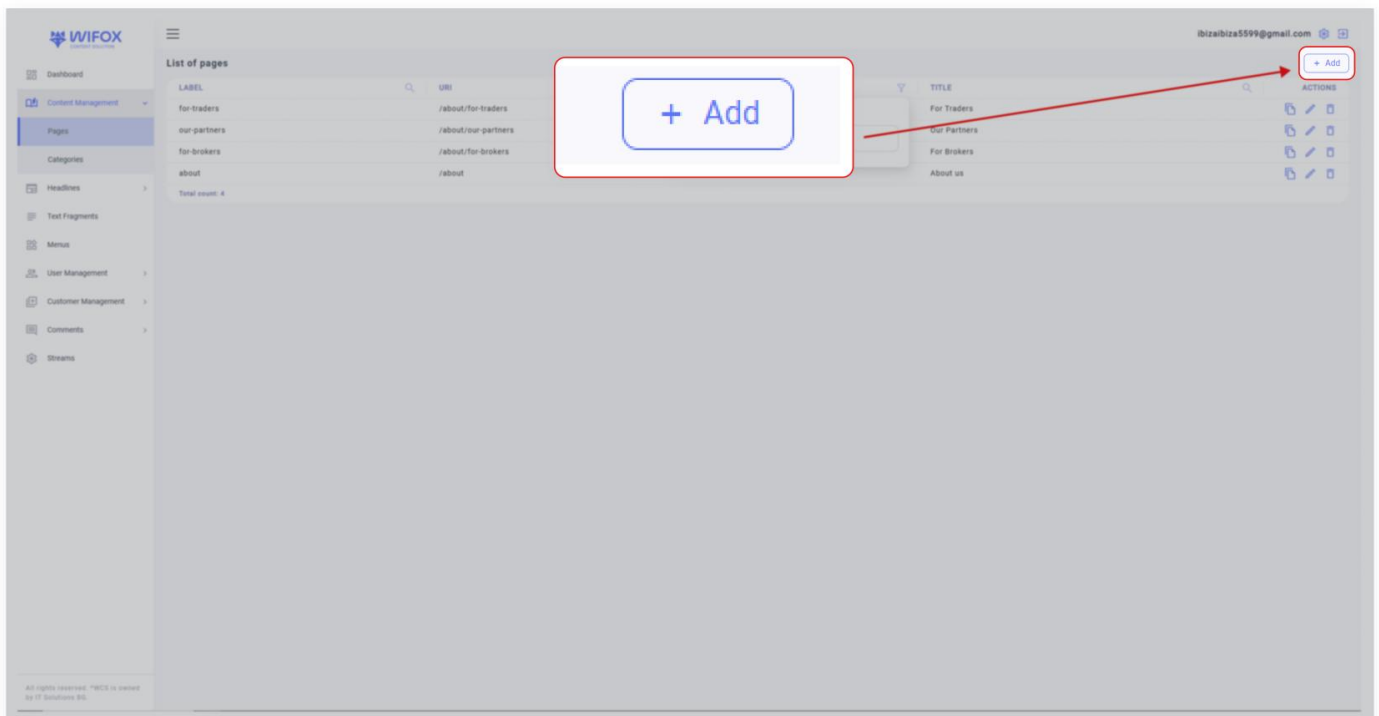 WIFOX
CONTENT SOLUTIONS
ibizaibiza5599@gmail.com
List of pages
+ Add
+ Add
Dashboard
Content Management
Pages
Categories
Headlines
Text Fragments
Menus
User Management
Customer Management
Comments
Streams
LABEL URI TITLE ACTIONS
for-traders /about/for-traders For Traders
our-partners /about/our-partners Our Partners
for-brokers /about/for-brokers For Brokers
about /about About us
Total count: 4
All rights reserved. *WCS is owned
by IT Solutions BG.